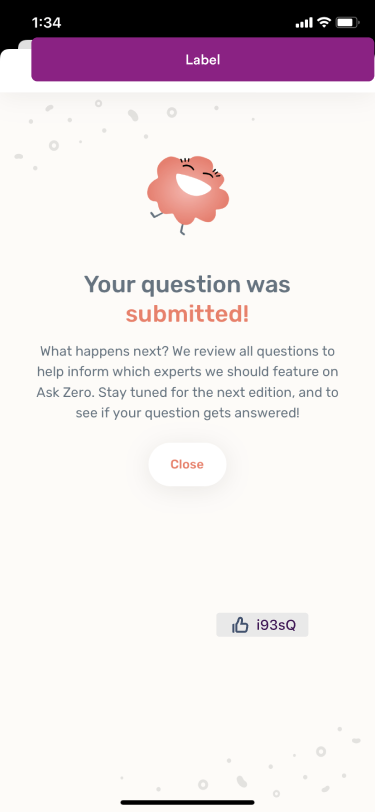 1:34
Label
Your question was
submitted!
What happens next? We review all questions to
help inform which experts we should feature on
Ask Zero. Stay tuned for the next edition, and to
see if your question gets answered!
Close
i93sQ